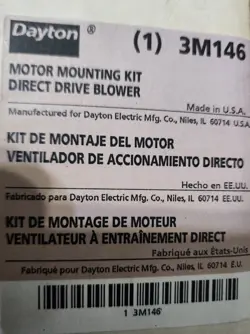 Dayton ® (1) 3M146
MOTOR MOUNTING KIT
DIRECT DRIVE BLOWER
Made in U.S.A.
Manufactured for Dayton Electric Mfg. Co., Niles, IL 60714 U.S.A.
KIT DE MONTAJE DEL MOTOR
VENTILADOR DE ACCIONAMIENTO DIRECTO
Hecho en EE.UU.
Fabricado para Dayton Electric Mfg. Co., Niles, IL 60714 EE.UU.
KIT DE MONTAGE DE MOTEUR
VENTILATEUR À ENTRAÎNEMENT DIRECT
Fabriqué aux États-Unis
Fabriqué pour Dayton Electric Mfg. Co., Niles, IL 60714 E.U.
1 3M146